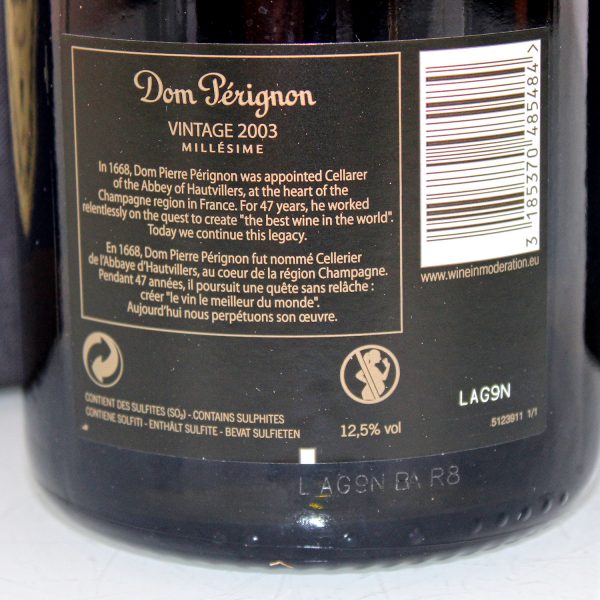 Dom Pérignon
VINTAGE 2003
MILLÉSIME
In 1668, Dom Pierre Pérignon was appointed Cellarer
of the Abbey of Hautvillers, at the heart of the
Champagne region in France. For 47 years, he worked
relentlessly on the quest to create "the best wine in the world".
Today we continue this legacy.
En 1668, Dom Pierre Pérignon fut nommé Cellerier
de l'Abbaye d'Hautvillers, au coeur de la région Champagne.
Pendant 47 années, il poursuit une quête sans relâche :
créer "le vin le meilleur du monde".
Aujourd'hui nous perpétuons son œuvre.
3 185370 485484>
www.wineinmoderation.eu
CONTIENT DES SULFITES (SO₂) - CONTAINS SULPHITES
CONTIENE SOLFITI - ENTHÄLT SULFITE - BEVAT SULFIETEN
12,5% vol
LAG9N
5123911 1/1
LAG9N BA R8